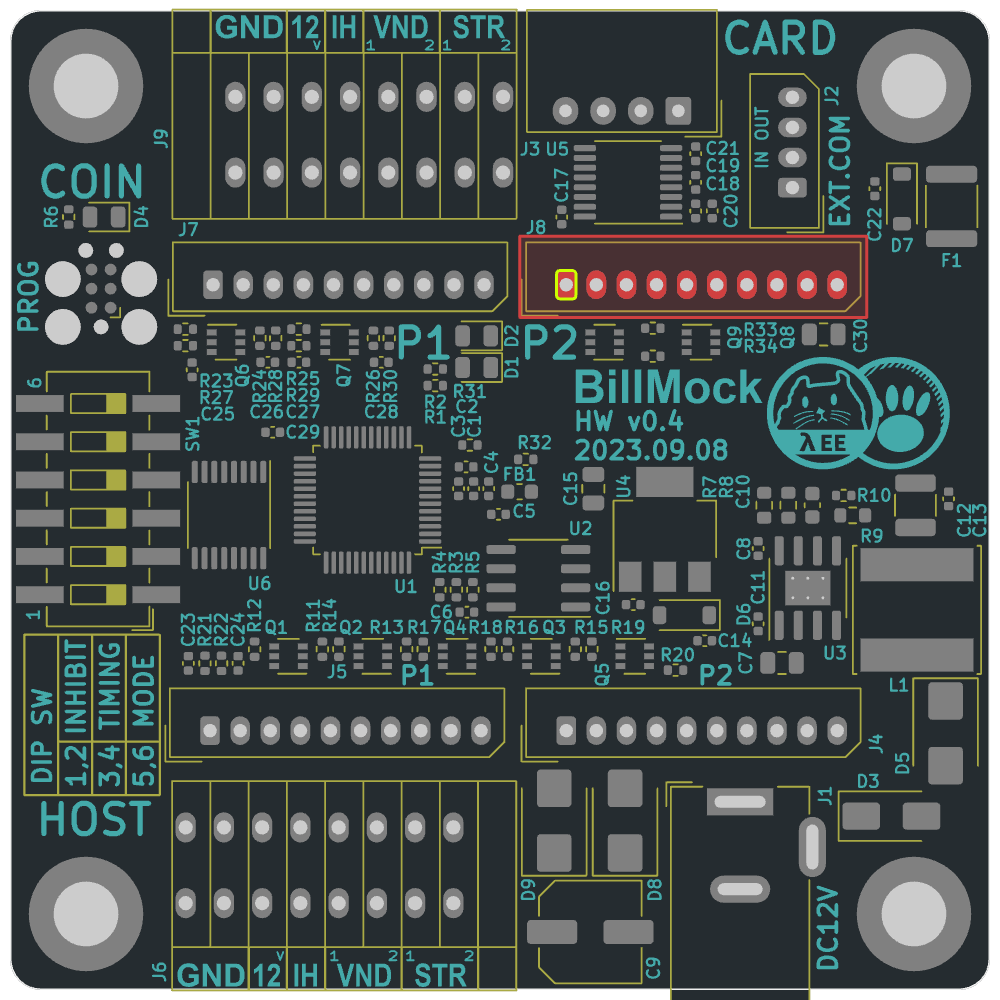 GND 12 IH VND STR
V 1 2 1 2
CARD
J9
J2
IN OUT
EXT.COM
J3 U5
C21
C19
C18
C17
C20
COIN
R6
D4
J7
J8
C22
D7
F1
PROG
P1
D2
D1
P2
Q9
R33
R34
Q8
C30
Q6
Q7
R23
R27
C25
R24
R28
C26
R25
R29
C27
R26
R30
C28
R31
R2
R1
C2
C3
C1
C29
BillMock
HW v0.4
2023.09.08
λEE
6
SW1
1
R32
C4
FB1
C5
C15
U4
R7
R8
C10
R10
R9
C12
C13
U2
U6
U1
R4
R3
R5
C6
C16
C8
C11
D6
U3
C14
C7
L1
C23
R21
R22
C24
R12
Q1
R11
R14
Q2
R13
R17
Q4
R18
R16
Q3
R15
R19
Q5
R20
J5
P1
P2
J4
DIP SW
1,2 INHIBIT
3,4 TIMING
5,6 MODE
HOST
D5
D3
J1
D9
D8
C9
DC12V
J6
V 1 2 1 2
GND 12 IH VND STR